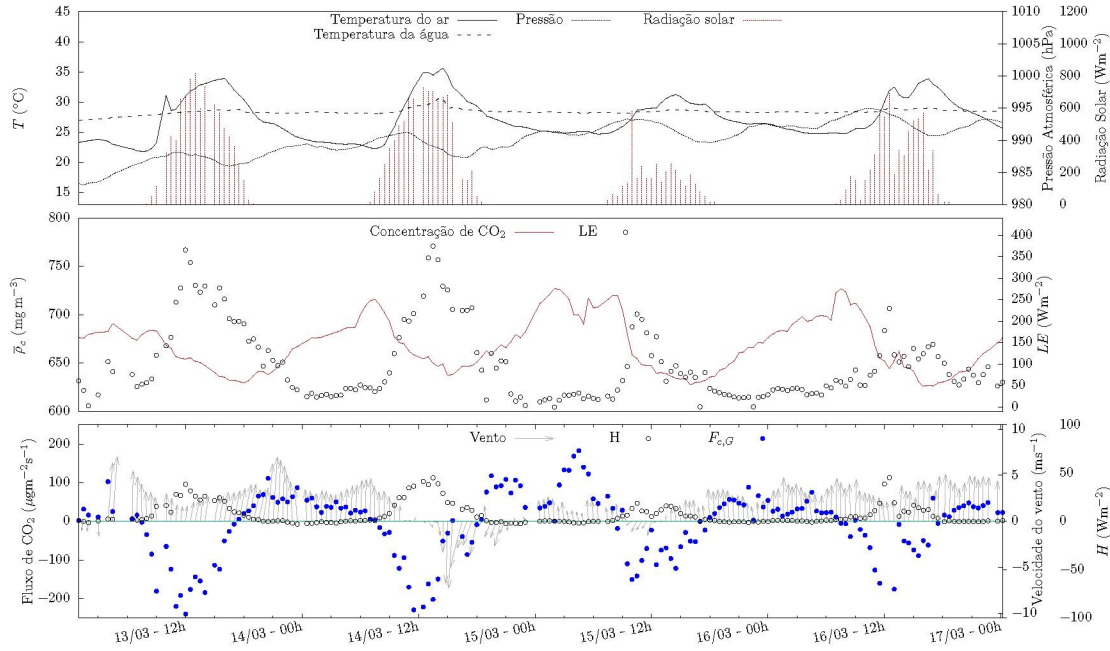 Temperatura do ar Pressão Radiação solar
Temperatura da água
45
40
35
30
25
20
15
T (°C)
1010
1005
1000
995
990
985
980
Pressão Atmosférica (hPa)
1200
1000
800
600
400
200
0
Radiação Solar (Wm⁻²)
Concentração de CO₂ LE
800
750
700
650
600
ρ̅c (mg m⁻³)
400
350
300
250
200
150
100
50
0
LE (Wm⁻²)
Vento H Fc,G
200
100
0
−100
−200
Fluxo de CO₂ (μgm⁻²s⁻¹)
10
5
0
−5
−10
Velocidade do vento (ms⁻¹)
100
50
0
−50
−100
H (Wm⁻²)
13/03 - 12h
14/03 - 00h
14/03 - 12h
15/03 - 00h
15/03 - 12h
16/03 - 00h
16/03 - 12h
17/03 - 00h